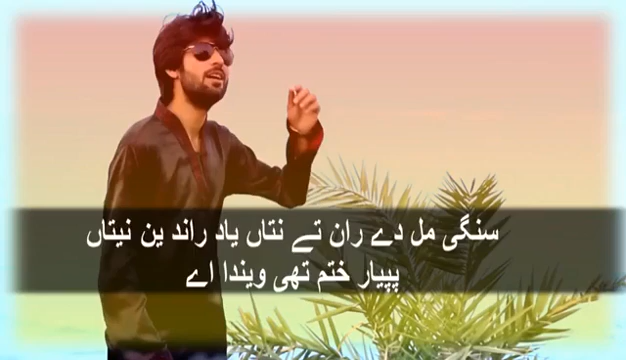 سنگی مل دے ران تے نتاں یاد راند ین نیتاں
پپیار ختم تھی ویندا اے